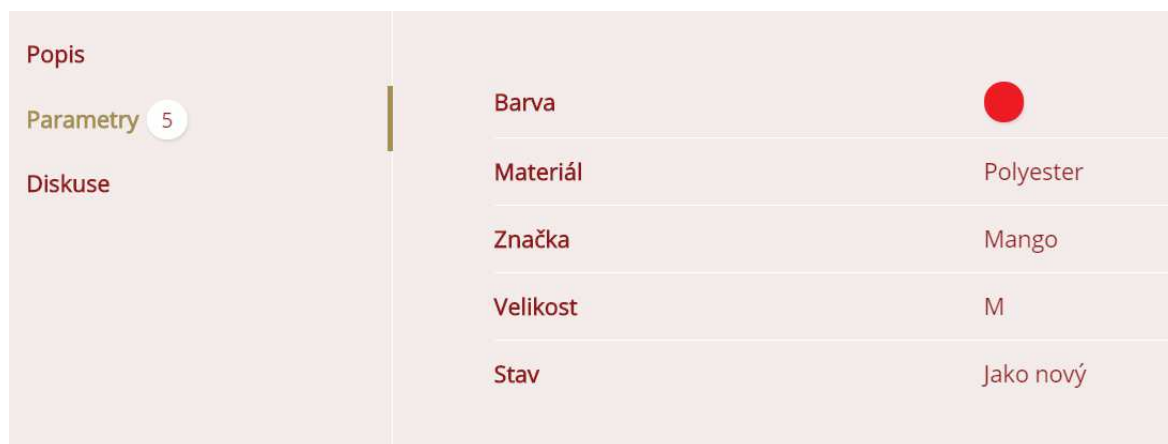 Popis
Parametry 5
Diskuse
Barva
Materiál Polyester
Značka Mango
Velikost M
Stav Jako nový